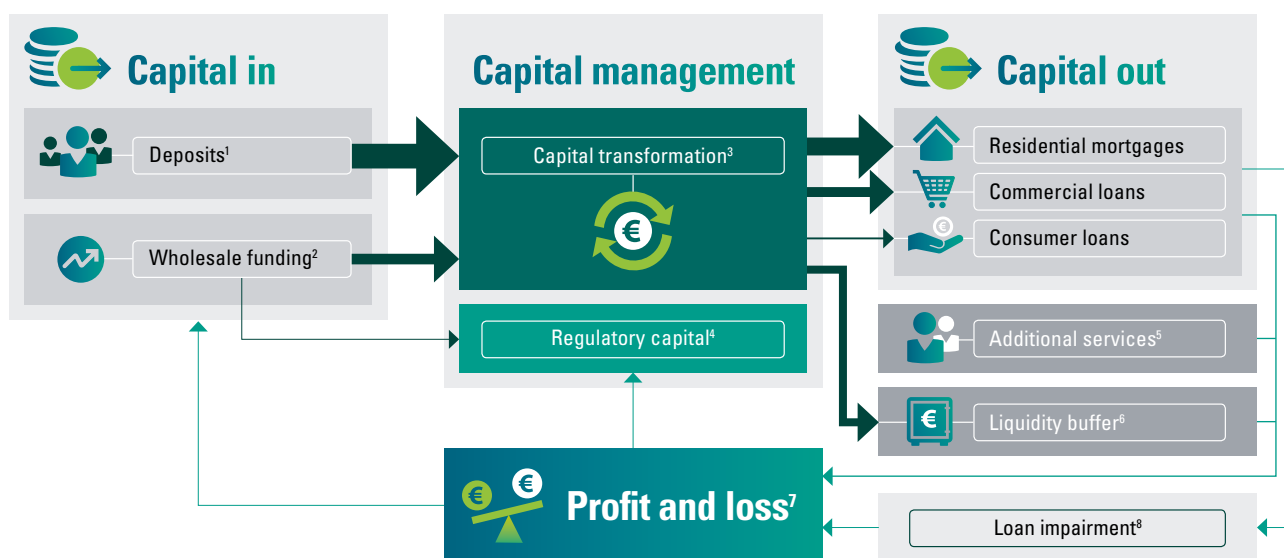 Capital in
Deposits¹
Wholesale funding²
Capital management
Capital transformation³
€
Regulatory capital⁴
Capital out
Residential mortgages
Commercial loans
€
Consumer loans
Additional services⁵
€
Liquidity buffer⁶
€ €
Profit and loss⁷
Loan impairment⁸